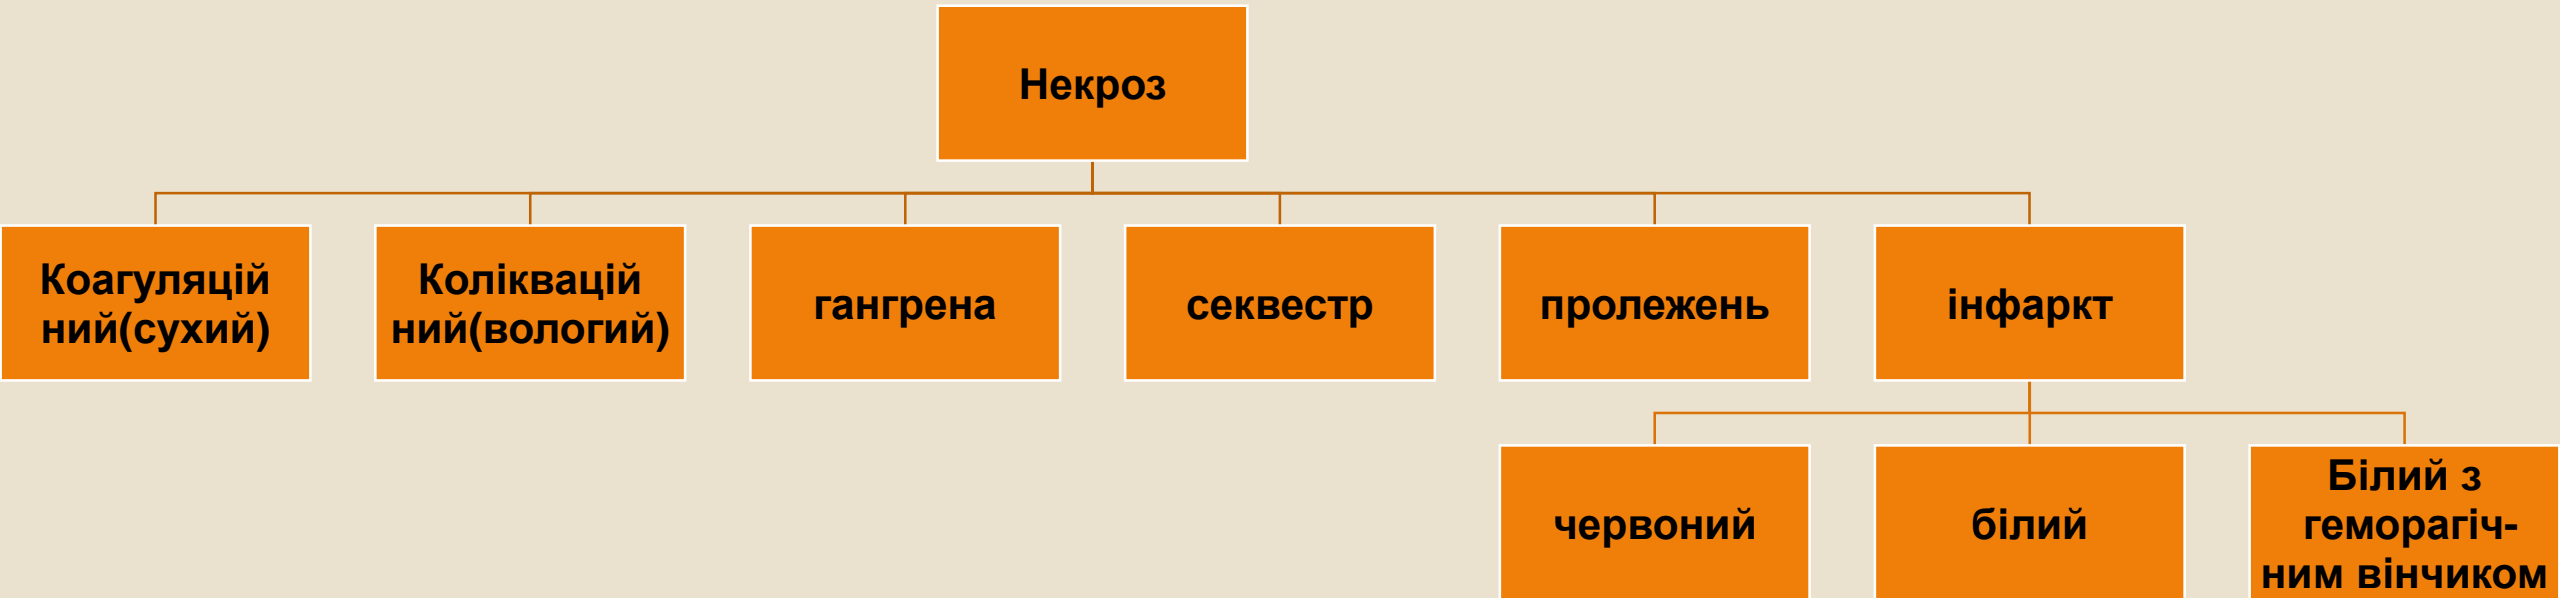 Некроз
Коагуляцій
ний(сухий)
Колікваций
ний(вологий)
гангрена
секвестр
пролежень
інфаркт
червоний
білий
Білий з
геморагіч-
ним вінчиком